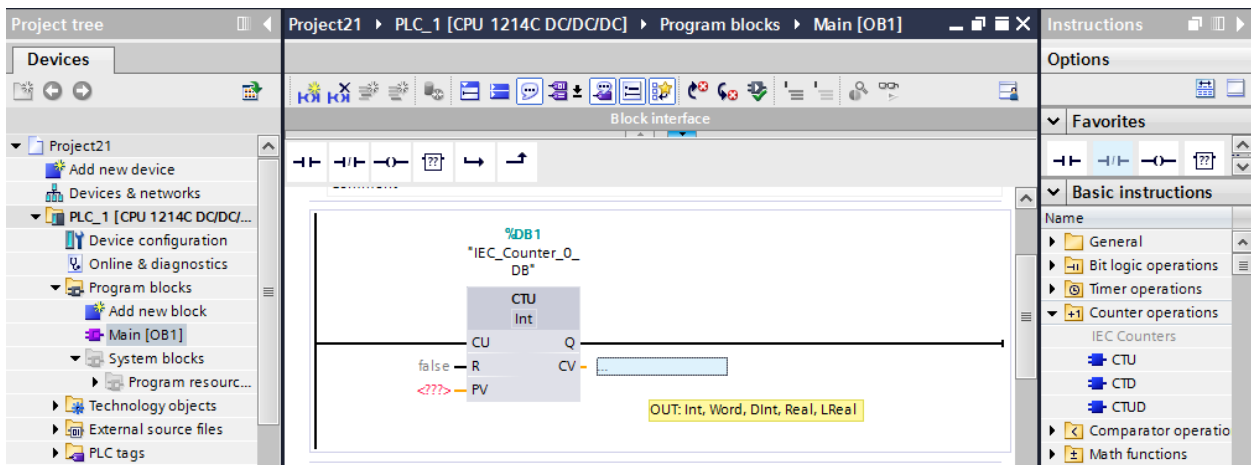 Project tree
Devices
Project21
Add new device
Devices & networks
PLC_1 [CPU 1214C DC/DC/...
Device configuration
Online & diagnostics
Program blocks
Add new block
Main [OB1]
System blocks
Program resourc...
Technology objects
External source files
PLC tags
Project21 PLC_1 [CPU 1214C DC/DC/DC] Program blocks Main [OB1]
Block interface
??
%DB1
"IEC_Counter_0_
DB"
CTU
Int
CU Q
false R CV ...
<???> PV
OUT: Int, Word, DInt, Real, LReal
Instructions
Options
Favorites
??
Basic instructions
Name
General
Bit logic operations
Timer operations
Counter operations
IEC Counters
CTU
CTD
CTUD
Comparator operatio
Math functions